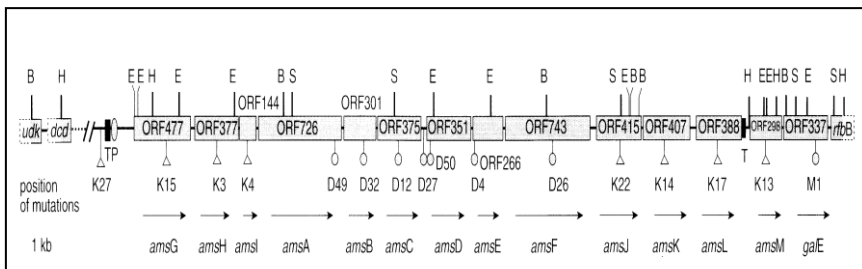 B H E E H E E B S S E E B S E B B H E E H B S E S H
ORF144 ORF301
udk dcd ORF477 ORF377 ORF726 ORF375 ORF351 ORF743 ORF415 ORF407 ORF388 ORF298 ORF337 rfbB
TP D50 ORF266 T
K27 K15 K3 K4 D49 D32 D12 D27 D4 D26 K22 K14 K17 K13 M1
position
of mutations
1 kb amsG amsH amsI amsA amsB amsC amsD amsE amsF amsJ amsK amsL amsM galE